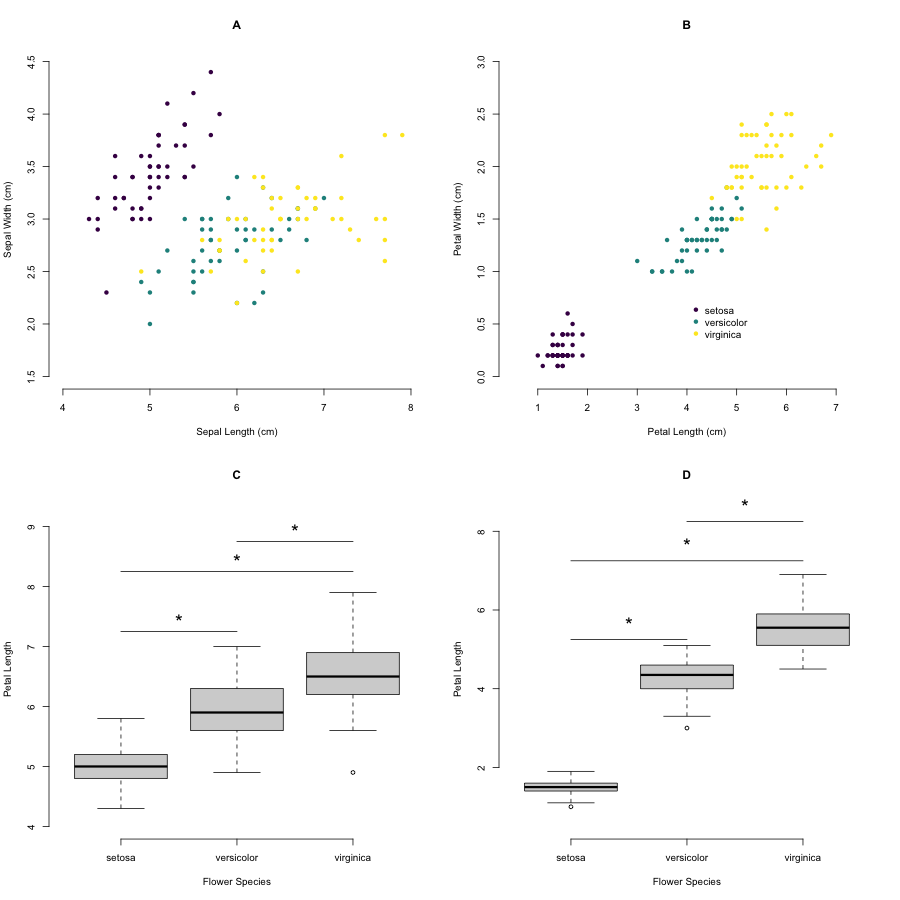 A
4.5
4.0
3.5
3.0
2.5
2.0
1.5
Sepal Width (cm)
4 5 6 7 8
Sepal Length (cm)
B
3.0
2.5
2.0
1.5
1.0
0.5
0.0
Petal Width (cm)
setosa
versicolor
virginica
1 2 3 4 5 6 7
Petal Length (cm)
C
9
8
7
6
5
4
Petal Length
*
*
*
setosa versicolor virginica
Flower Species
D
8
6
4
2
Petal Length
*
*
*
setosa versicolor virginica
Flower Species